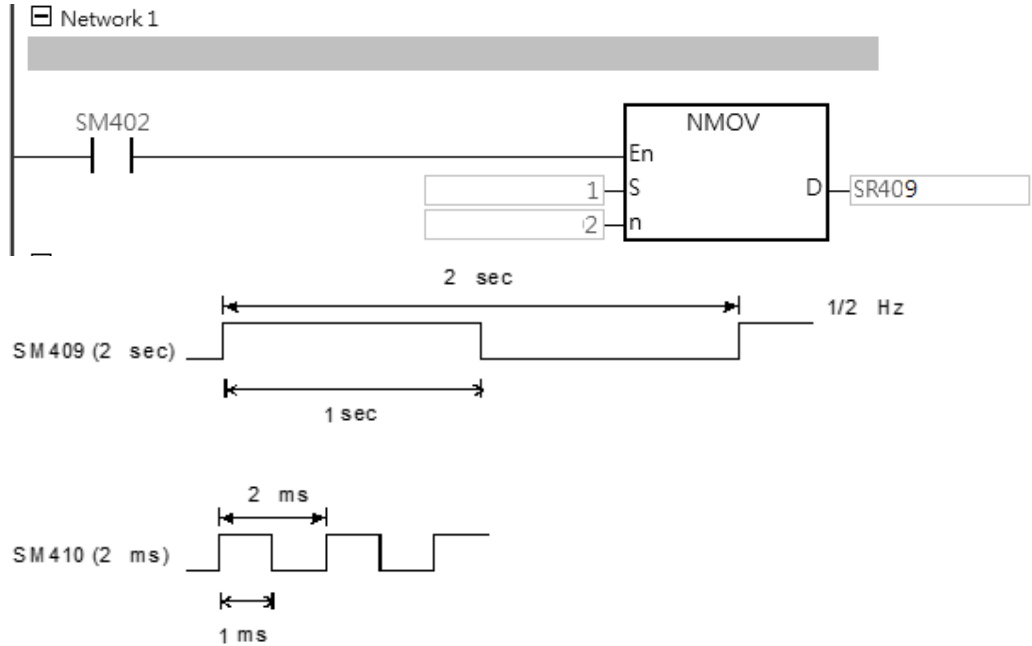 Network 1
SM402
NMOV
En
1 S D SR409
2 n
2 sec
1/2 Hz
SM409 (2 sec)
1 sec
2 ms
SM410 (2 ms)
1 ms